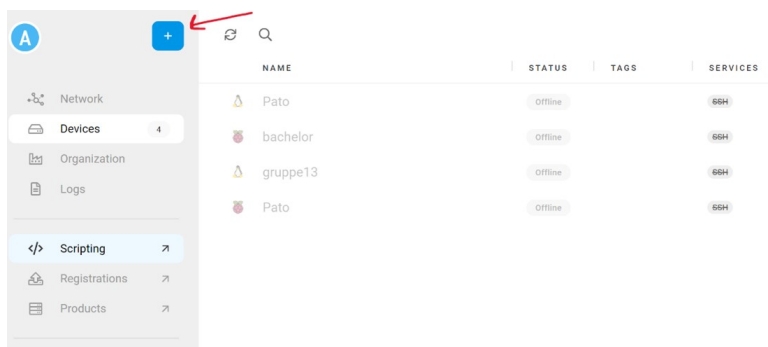 A
+
NAME STATUS TAGS SERVICES
Network
Devices 4
Organization
Logs
Scripting
Registrations
Products
Pato Offline SSH
bachelor Offline SSH
gruppe13 Offline SSH
Pato Offline SSH